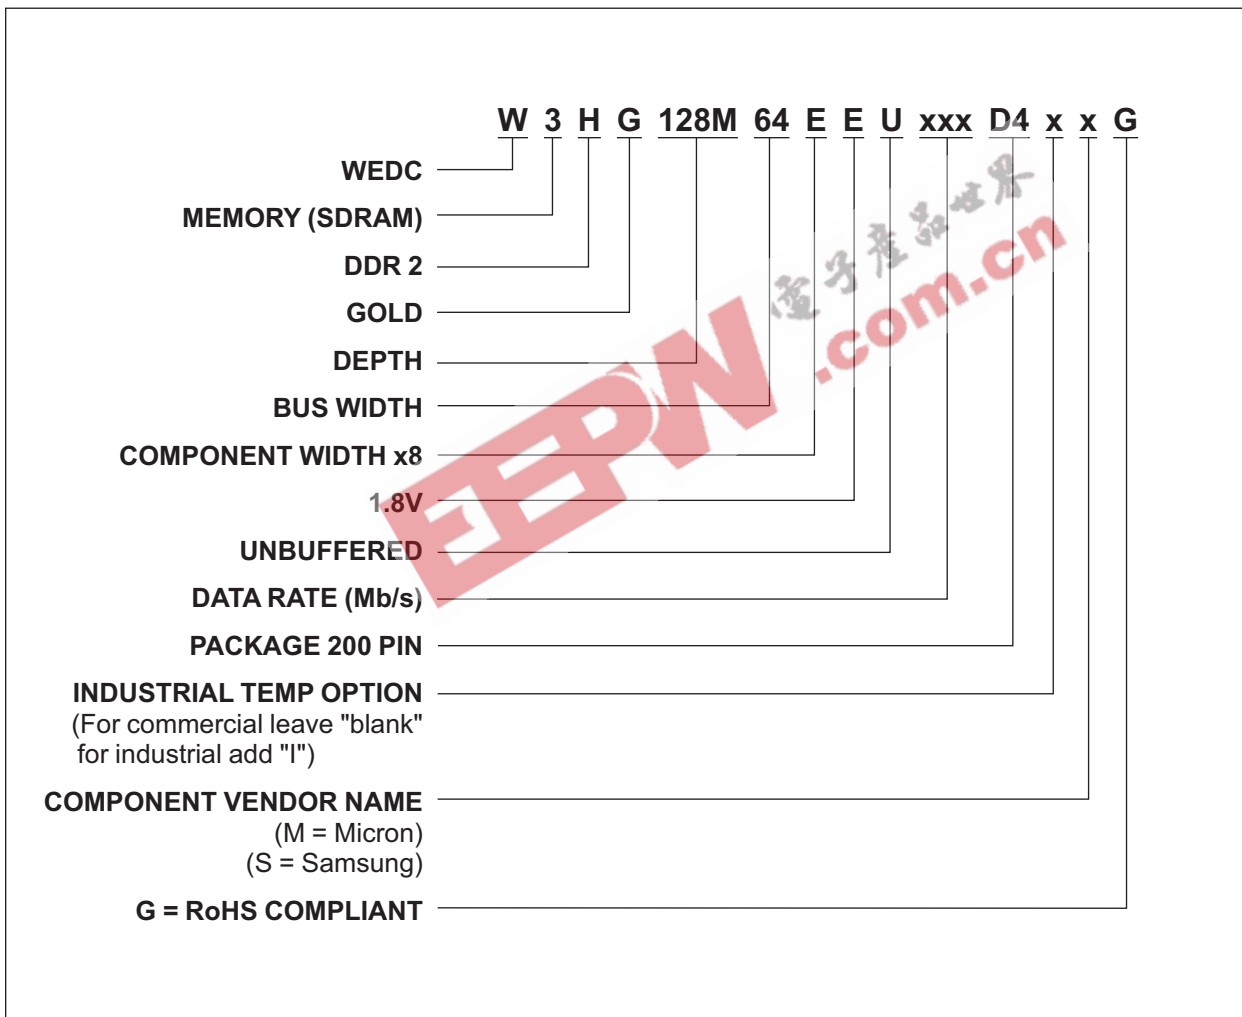 W 3 H G 128M 64 E E U xxx D4 x x G
WEDC
MEMORY (SDRAM)
DDR 2
GOLD
DEPTH
BUS WIDTH
COMPONENT WIDTH x8
1.8V
UNBUFFERED
DATA RATE (Mb/s)
PACKAGE 200 PIN
INDUSTRIAL TEMP OPTION
(For commercial leave "blank"
for industrial add "I")
COMPONENT VENDOR NAME
(M = Micron)
(S = Samsung)
G = RoHS COMPLIANT
EEPW
電子產品世界
.com.cn